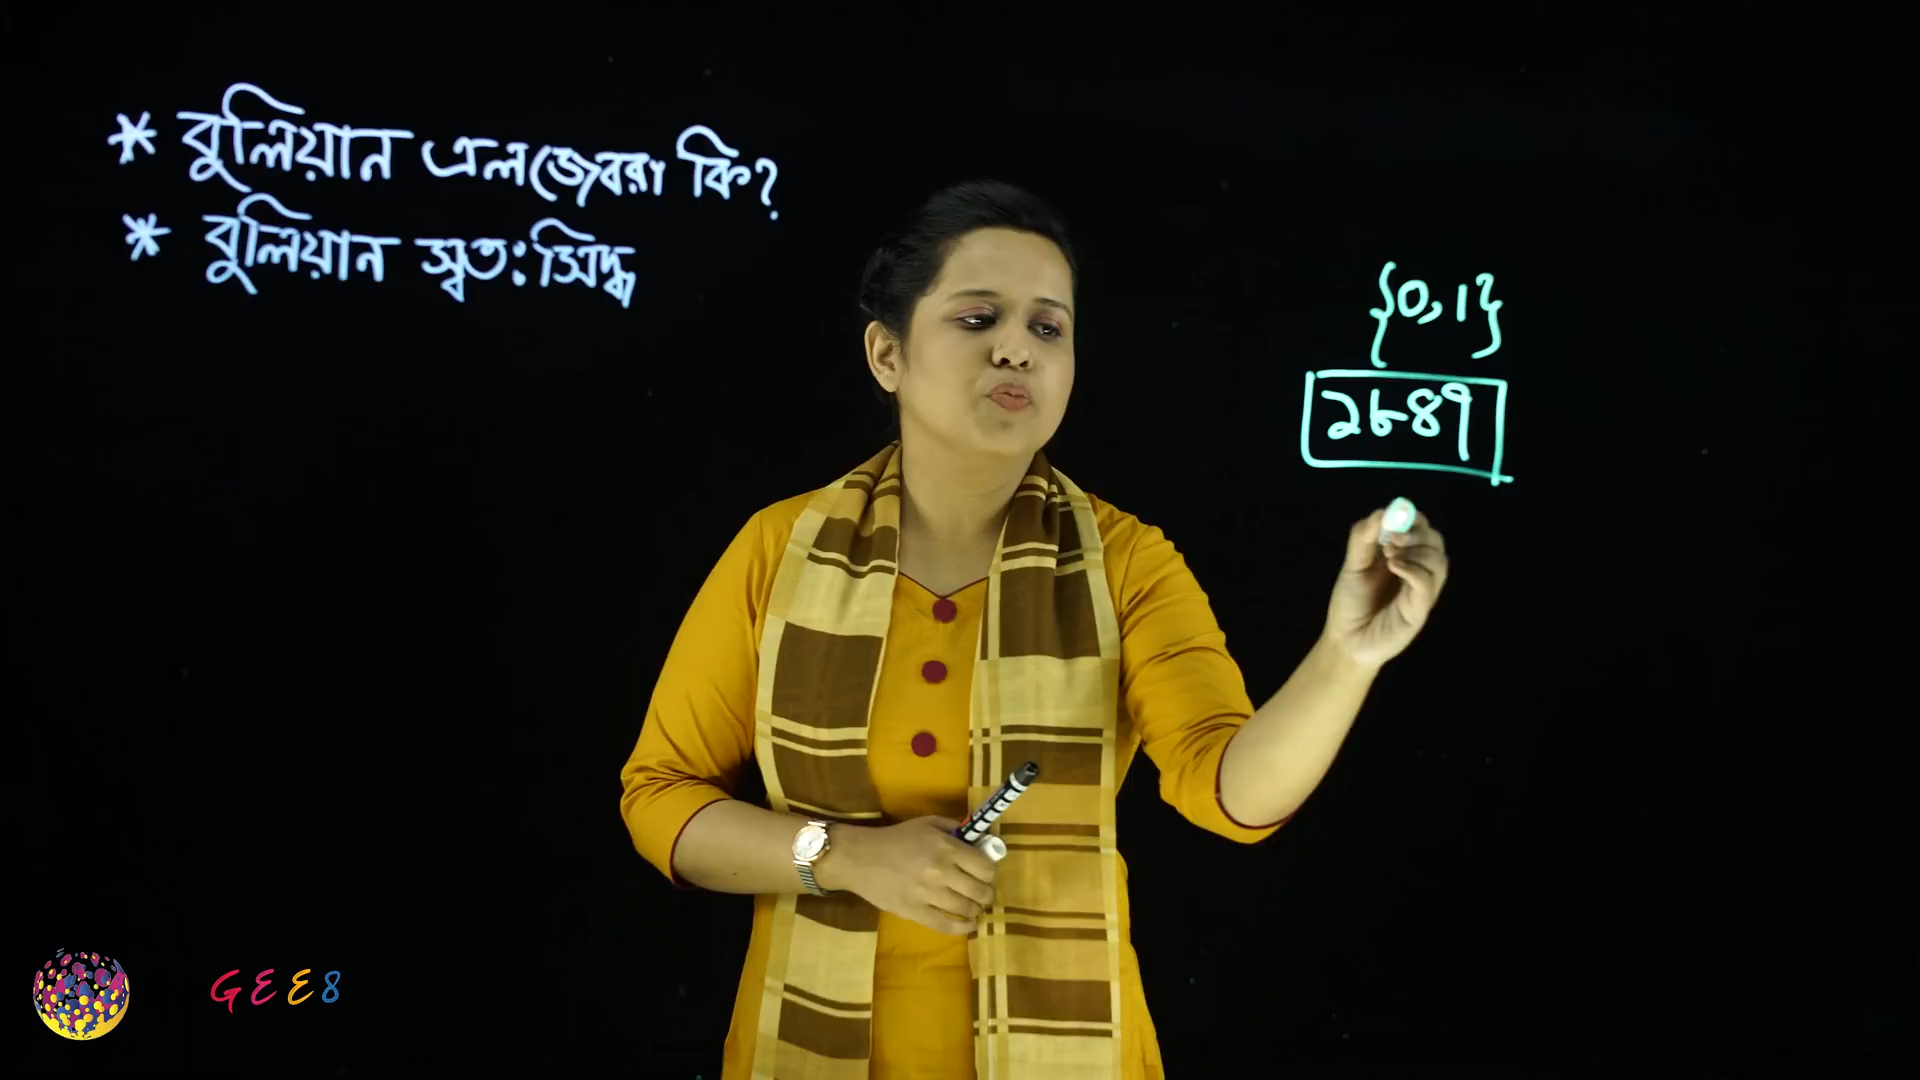 * বুলিয়ান এলজেবরা কি?
* বুলিয়ান স্বত:সিদ্ধ
{0, 1}
১৮৪৭
GEE8